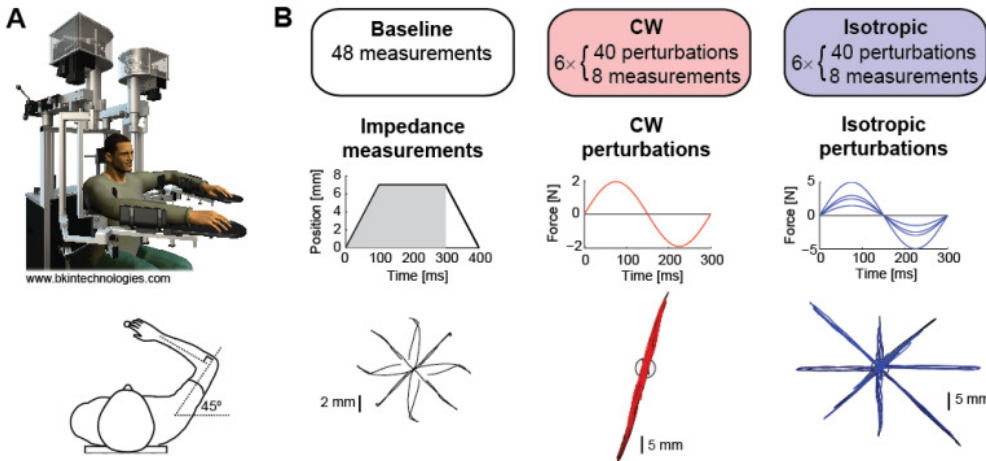 A
www.bkintechnologies.com
45º
B
Baseline
48 measurements
CW
6× { 40 perturbations
8 measurements
Isotropic
6× { 40 perturbations
8 measurements
Impedance
measurements
Position [mm]
8
6
4
2
0
0 100 200 300 400
Time [ms]
CW
perturbations
Force [N]
2
0
−2
0 100 200 300
Time [ms]
Isotropic
perturbations
Force [N]
5
0
−5
0 100 200 300
Time [ms]
2 mm
5 mm
5 mm